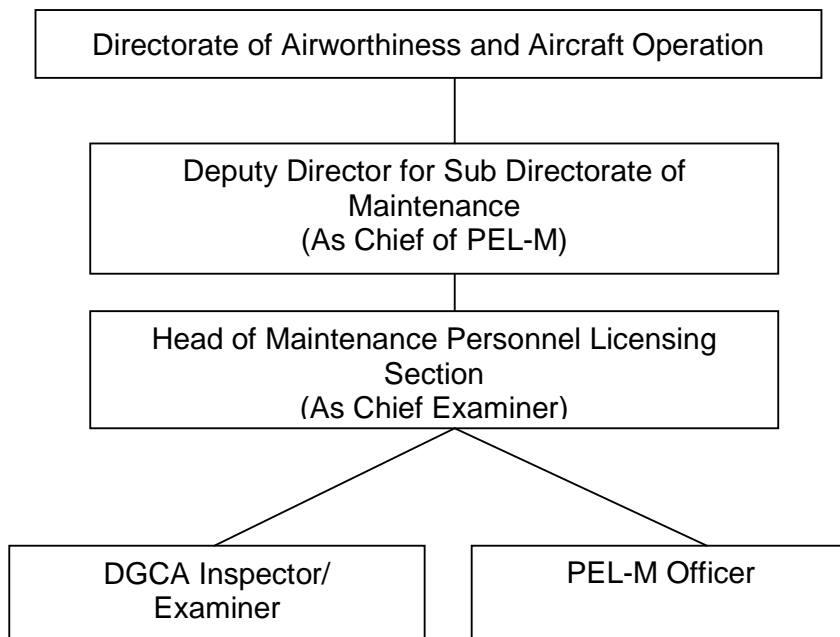 Directorate of Airworthiness and Aircraft Operation
Deputy Director for Sub Directorate of
Maintenance
(As Chief of PEL-M)
Head of Maintenance Personnel Licensing
Section
(As Chief Examiner)
DGCA Inspector/
Examiner
PEL-M Officer